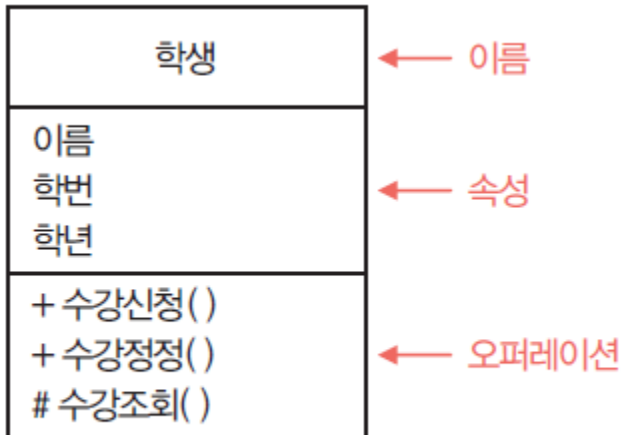 학생
이름
이름
학번
학년
속성
+ 수강신청( )
+ 수강정정( )
# 수강조회( )
오퍼레이션